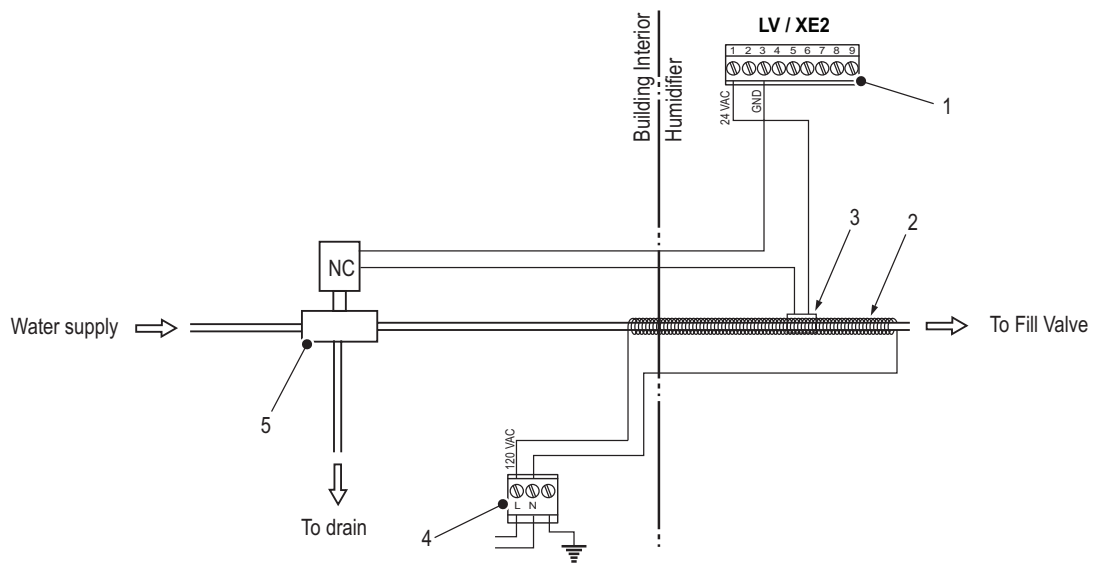 LV / XE2
1 2 3 4 5 6 7 8 9
Building Interior
Humidifier
24 VAC
GND
1
3
2
NC
Water supply
To Fill Valve
5
120 VAC
L N
4
To drain